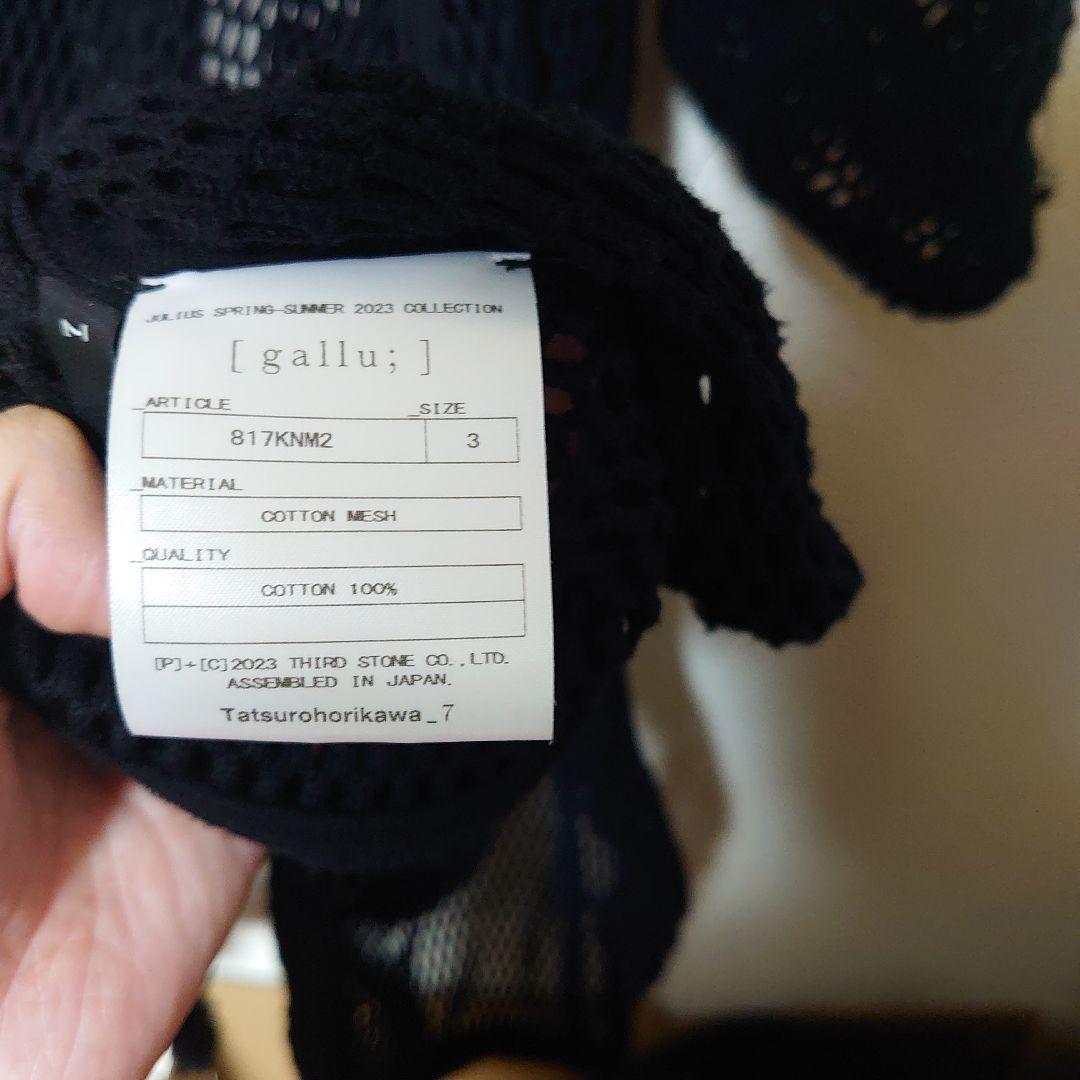 JULIUS SPRING-SUMMER 2023 COLLECTION
[ gallu; ]
_ARTICLE _SIZE
817KNM2 3
_MATERIAL
COTTON MESH
_QUALITY
COTTON 100%
[P]+[C]2023 THIRD STONE CO.,LTD.
ASSEMBLED IN JAPAN.
Tatsurohorikawa_7